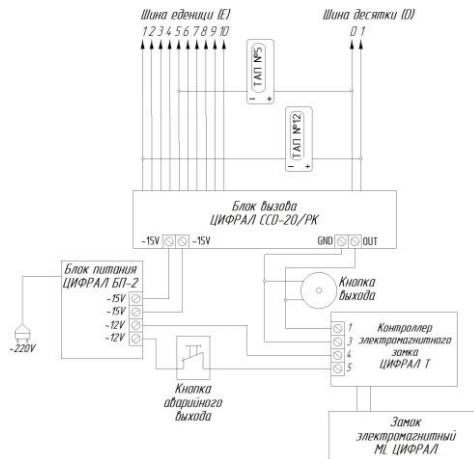 Шина еденици (Е)
Шина десятки (D)
1 2 3 4 5 6 7 8 9 10
0 1
ТАП №5
– +
ТАП №12
– +
Блок вызова
ЦИФРАЛ CCD-20/РК
~15V
~15V
GND
OUT
Блок питания
ЦИФРАЛ БП-2
~15V
~15V
~12V
~12V
~220V
Кнопка
выхода
Кнопка
аварийного
выхода
1
3
4
5
Контроллер
электромагнитного
замка
ЦИФРАЛ Т
Замок
электромагнитный
ML ЦИФРАЛ